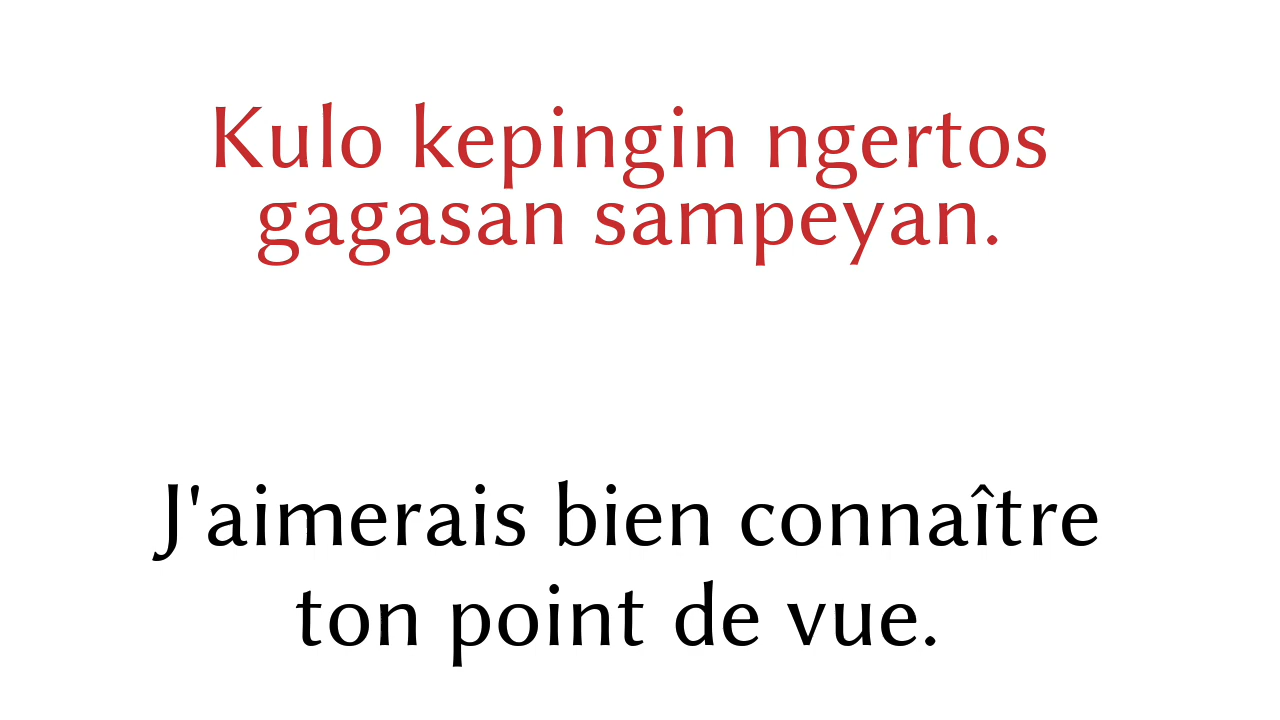 Kulo kepingin ngertos
gagasan sampeyan.
J'aimerais bien connaître
ton point de vue.